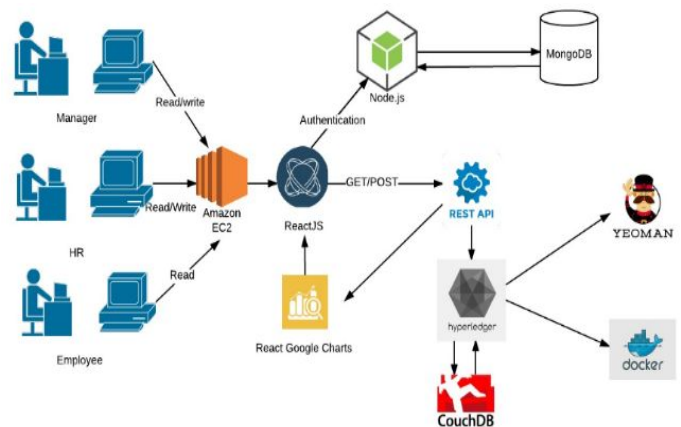 Manager
Read/write
HR
Read/Write
Employee
Read
Amazon
EC2
ReactJS
Authentication
Node.js
MongoDB
GET/POST
REST API
React Google Charts
hyperledger
CouchDB
YEOMAN
docker